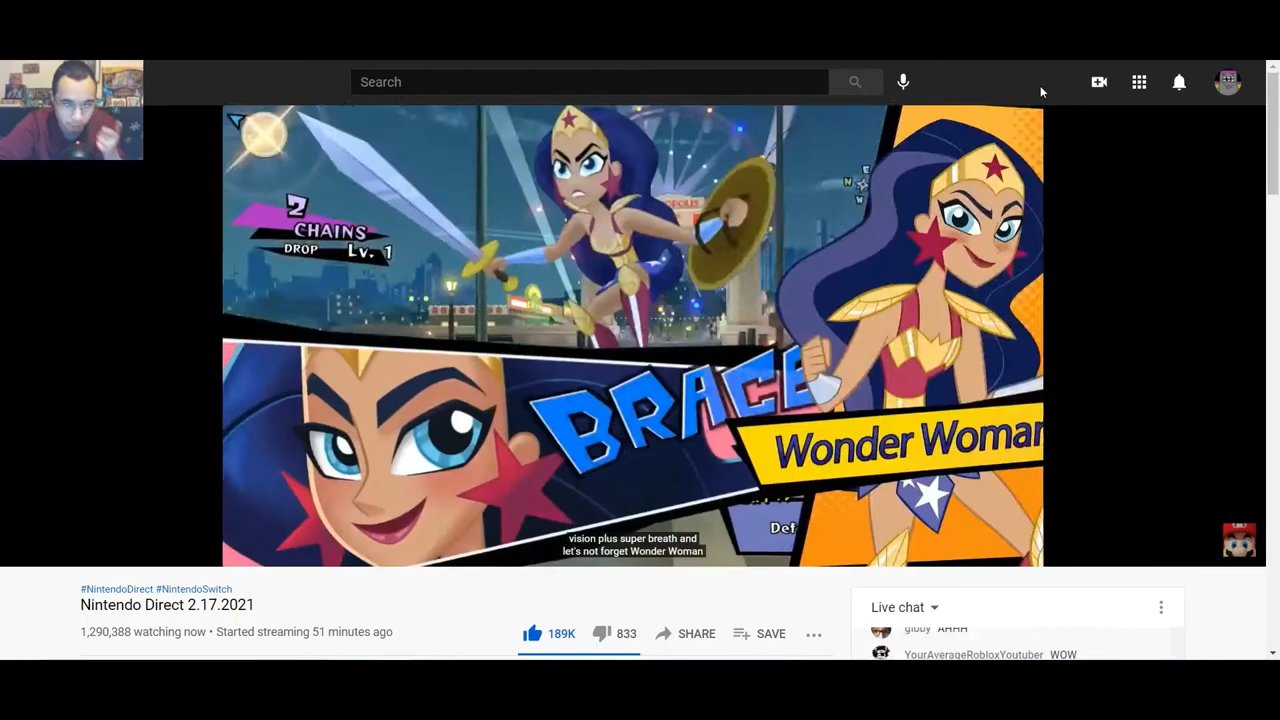 Search
2
CHAINS
DROP Lv. 1
BRACE
Wonder Woman
Def
vision plus super breath and
let's not forget Wonder Woman
#NintendoDirect #NintendoSwitch
Nintendo Direct 2.17.2021
1,290,388 watching now • Started streaming 51 minutes ago
189K 833 SHARE SAVE
Live chat
gibby AHHH
YourAverageRobloxYoutuber WOW